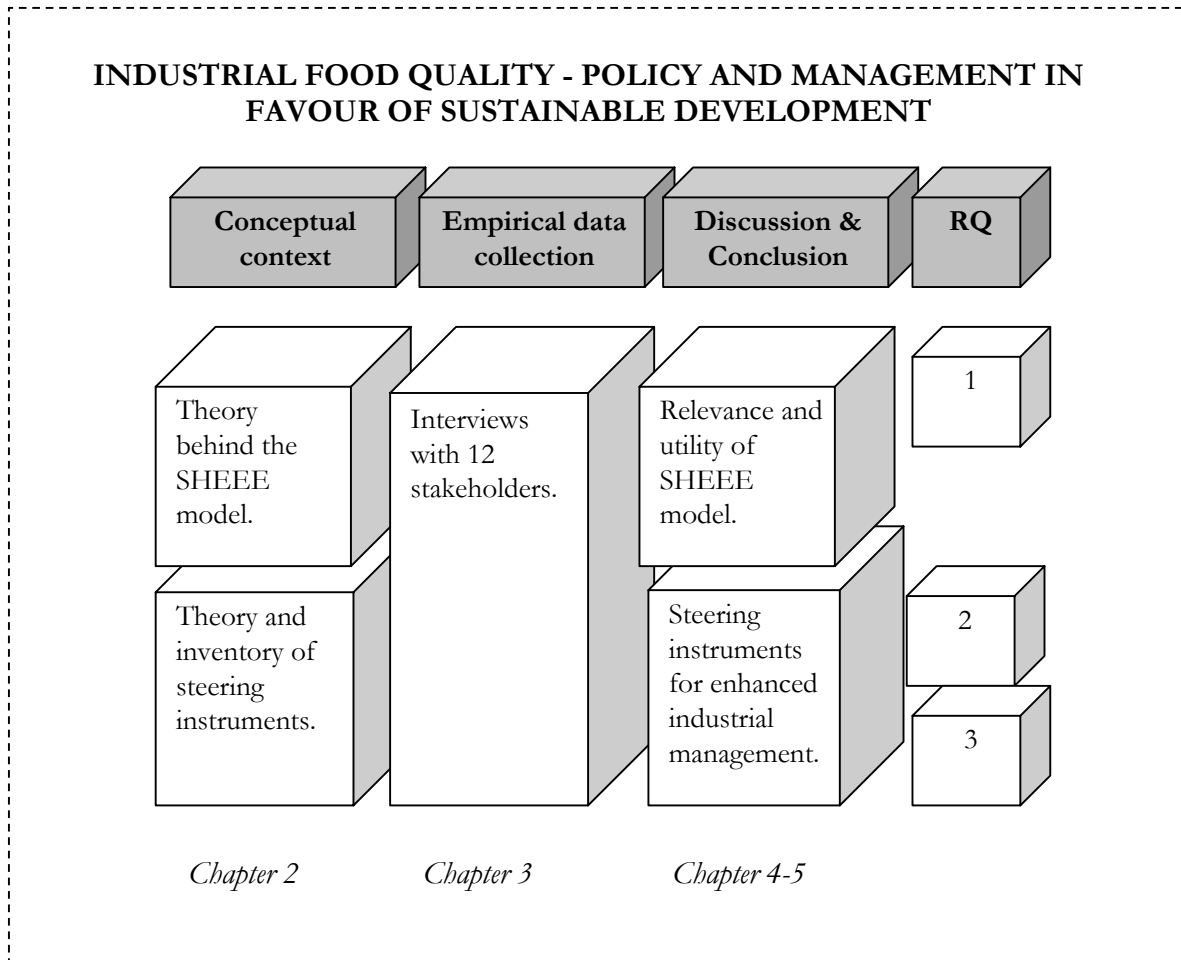 INDUSTRIAL FOOD QUALITY - POLICY AND MANAGEMENT IN
FAVOUR OF SUSTAINABLE DEVELOPMENT
Conceptual
context
Empirical data
collection
Discussion &
Conclusion
RQ
Theory
behind the
SHEEE
model.
Interviews
with 12
stakeholders.
Relevance and
utility of
SHEEE
model.
1
Theory and
inventory of
steering
instruments.
Steering
instruments
for enhanced
industrial
management.
2
3
Chapter 2
Chapter 3
Chapter 4-5